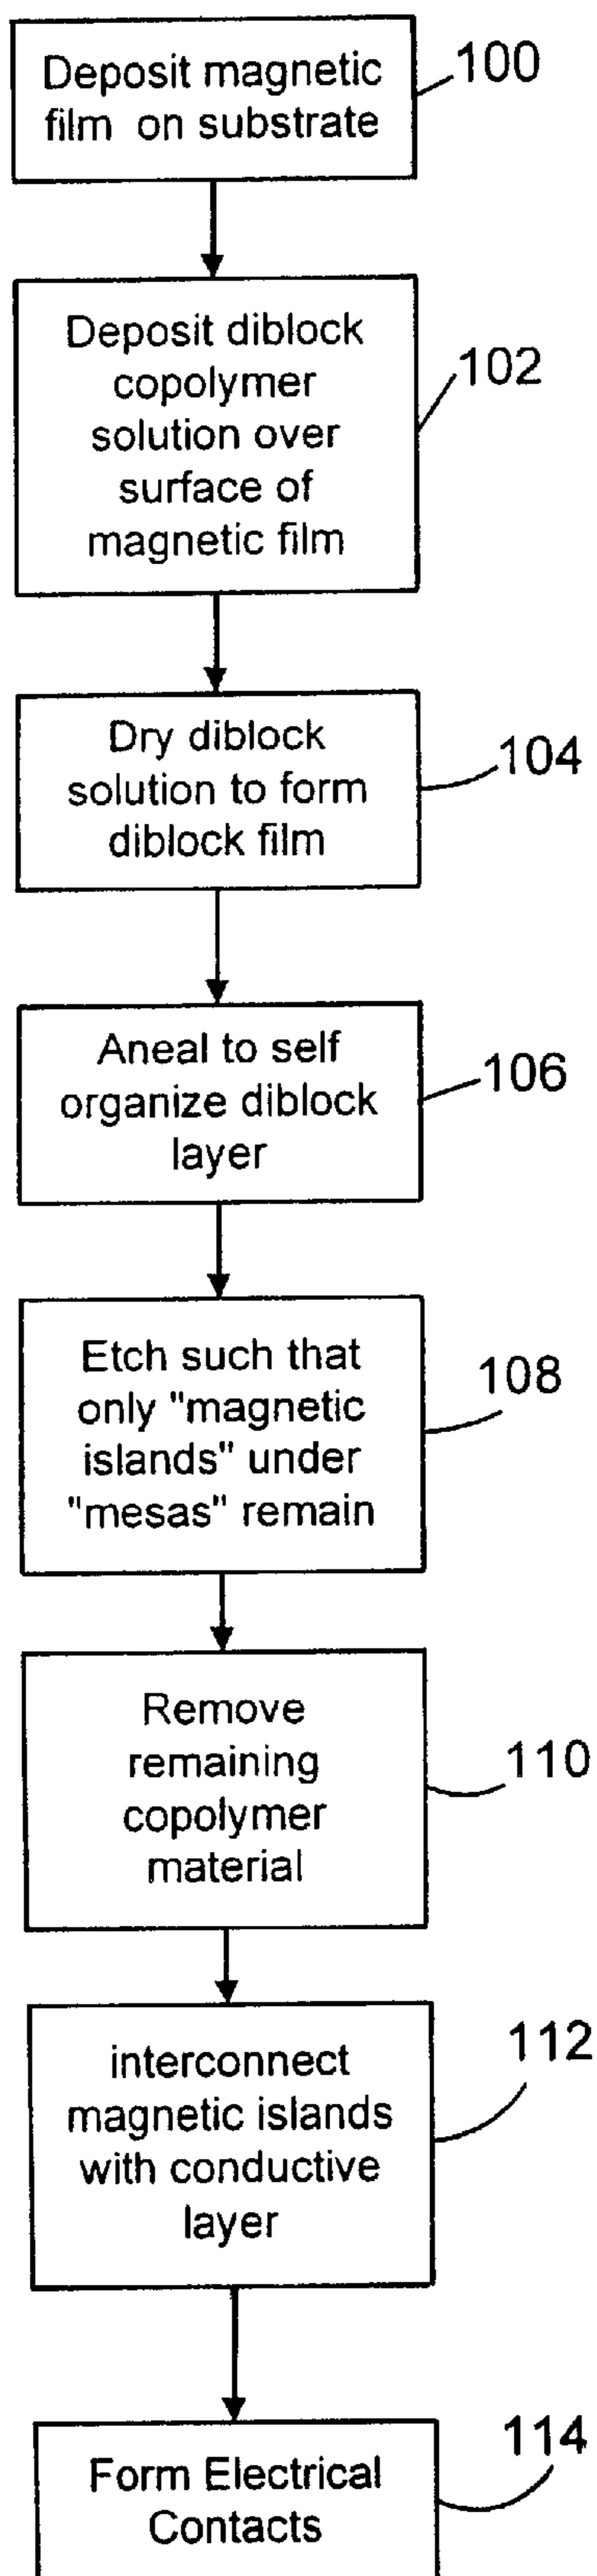 Deposit magnetic
film on substrate
100
Deposit diblock
copolymer
solution over
surface of
magnetic film
102
Dry diblock
solution to form
diblock film
104
Aneal to self
organize diblock
layer
106
Etch such that
only "magnetic
islands" under
"mesas" remain
108
Remove
remaining
copolymer
material
110
interconnect
magnetic islands
with conductive
layer
112
Form Electrical
Contacts
114